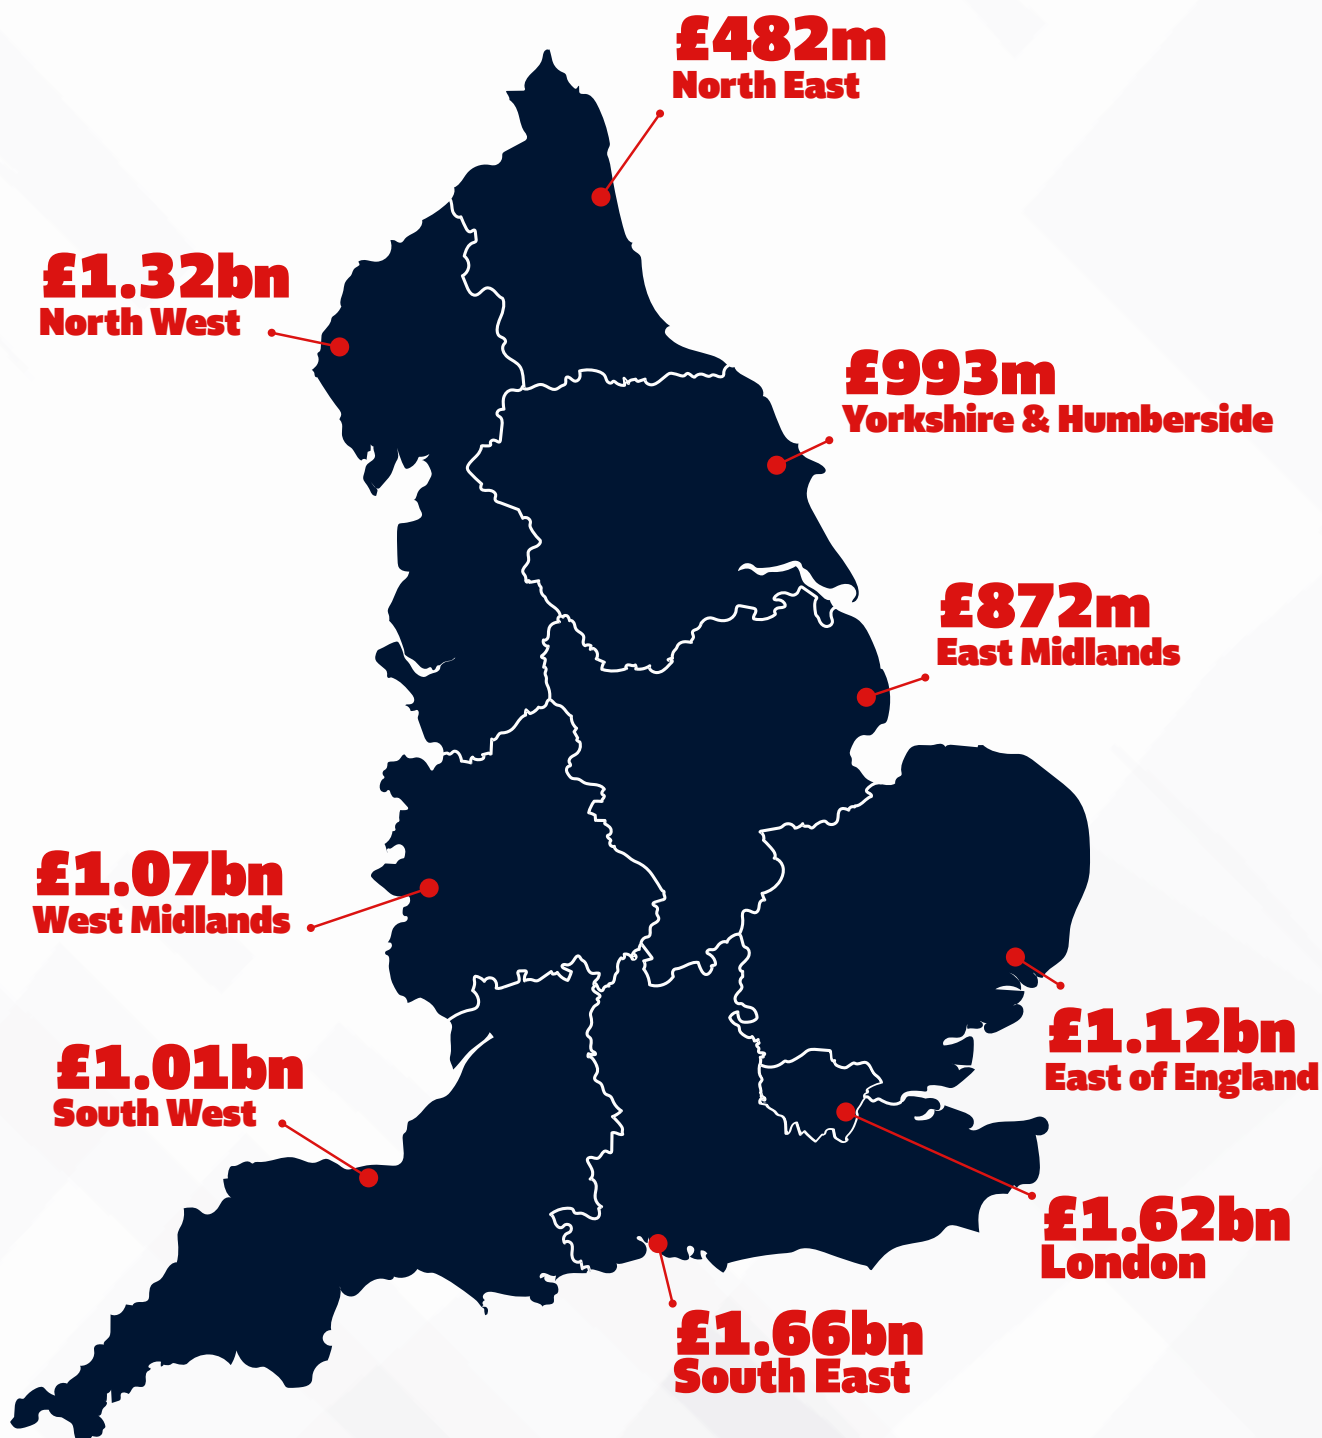 £482m
North East
£1.32bn
North West
£993m
Yorkshire & Humberside
£872m
East Midlands
£1.07bn
West Midlands
£1.12bn
East of England
£1.01bn
South West
£1.62bn
London
£1.66bn
South East